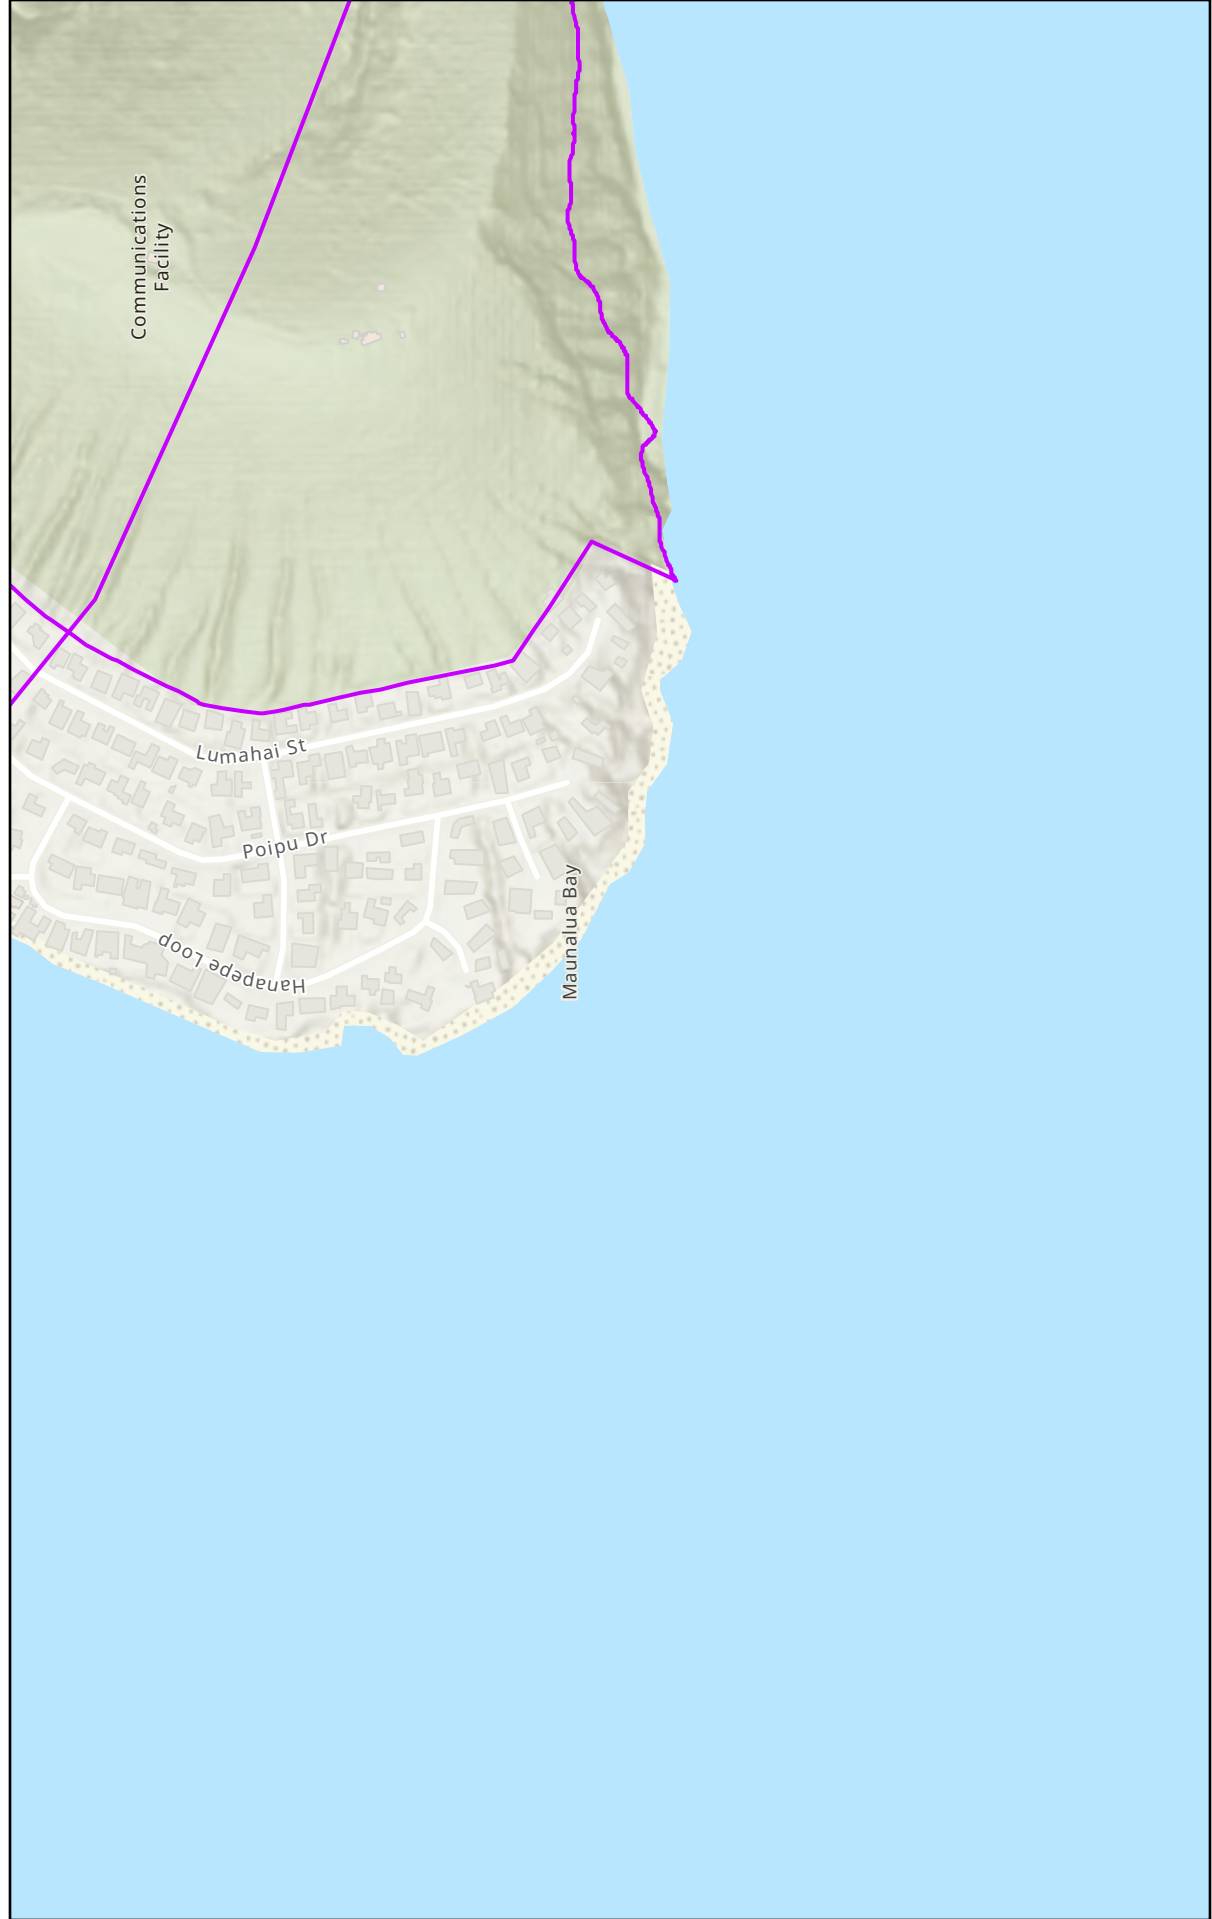 Communications
Facility
Lumahai St
Poipu Dr
Hanapepe Loop
Maunalua Bay